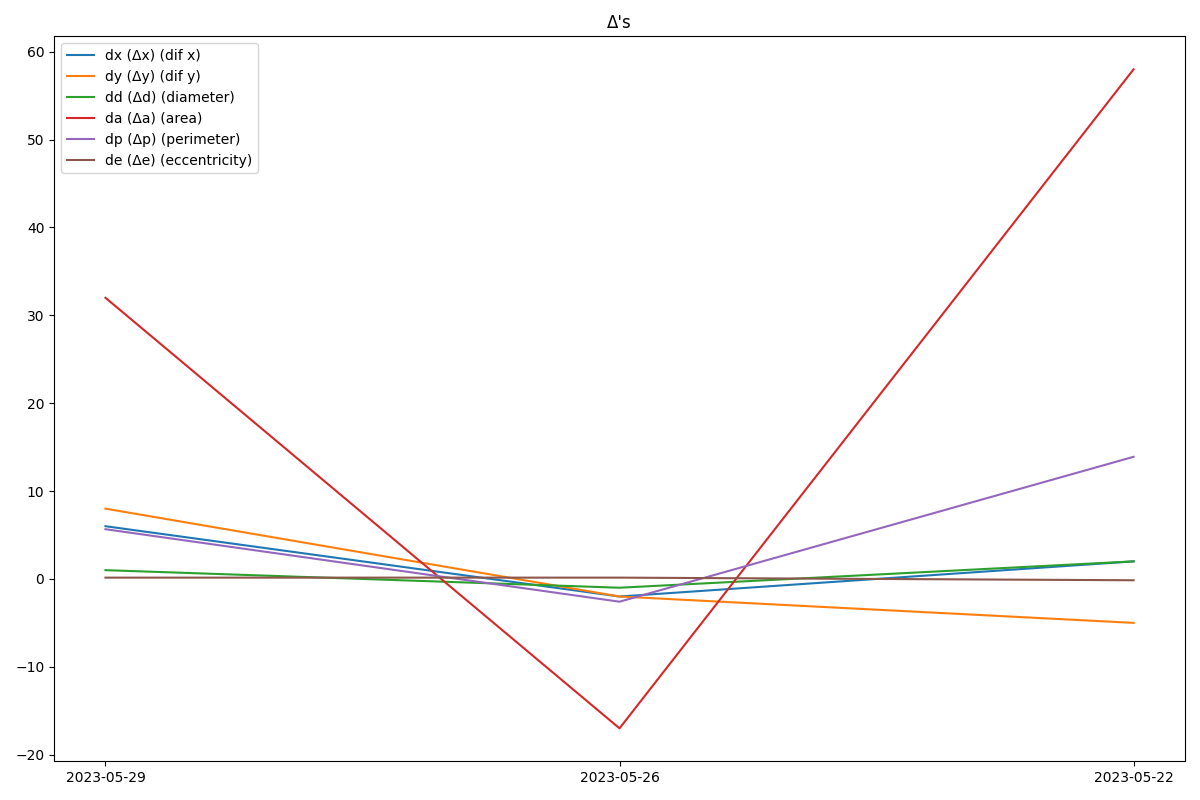 Δ's
dx (Δx) (dif x)
dy (Δy) (dif y)
dd (Δd) (diameter)
da (Δa) (area)
dp (Δp) (perimeter)
de (Δe) (eccentricity)
60
50
40
30
20
10
0
−10
−20
2023-05-29 2023-05-26 2023-05-22